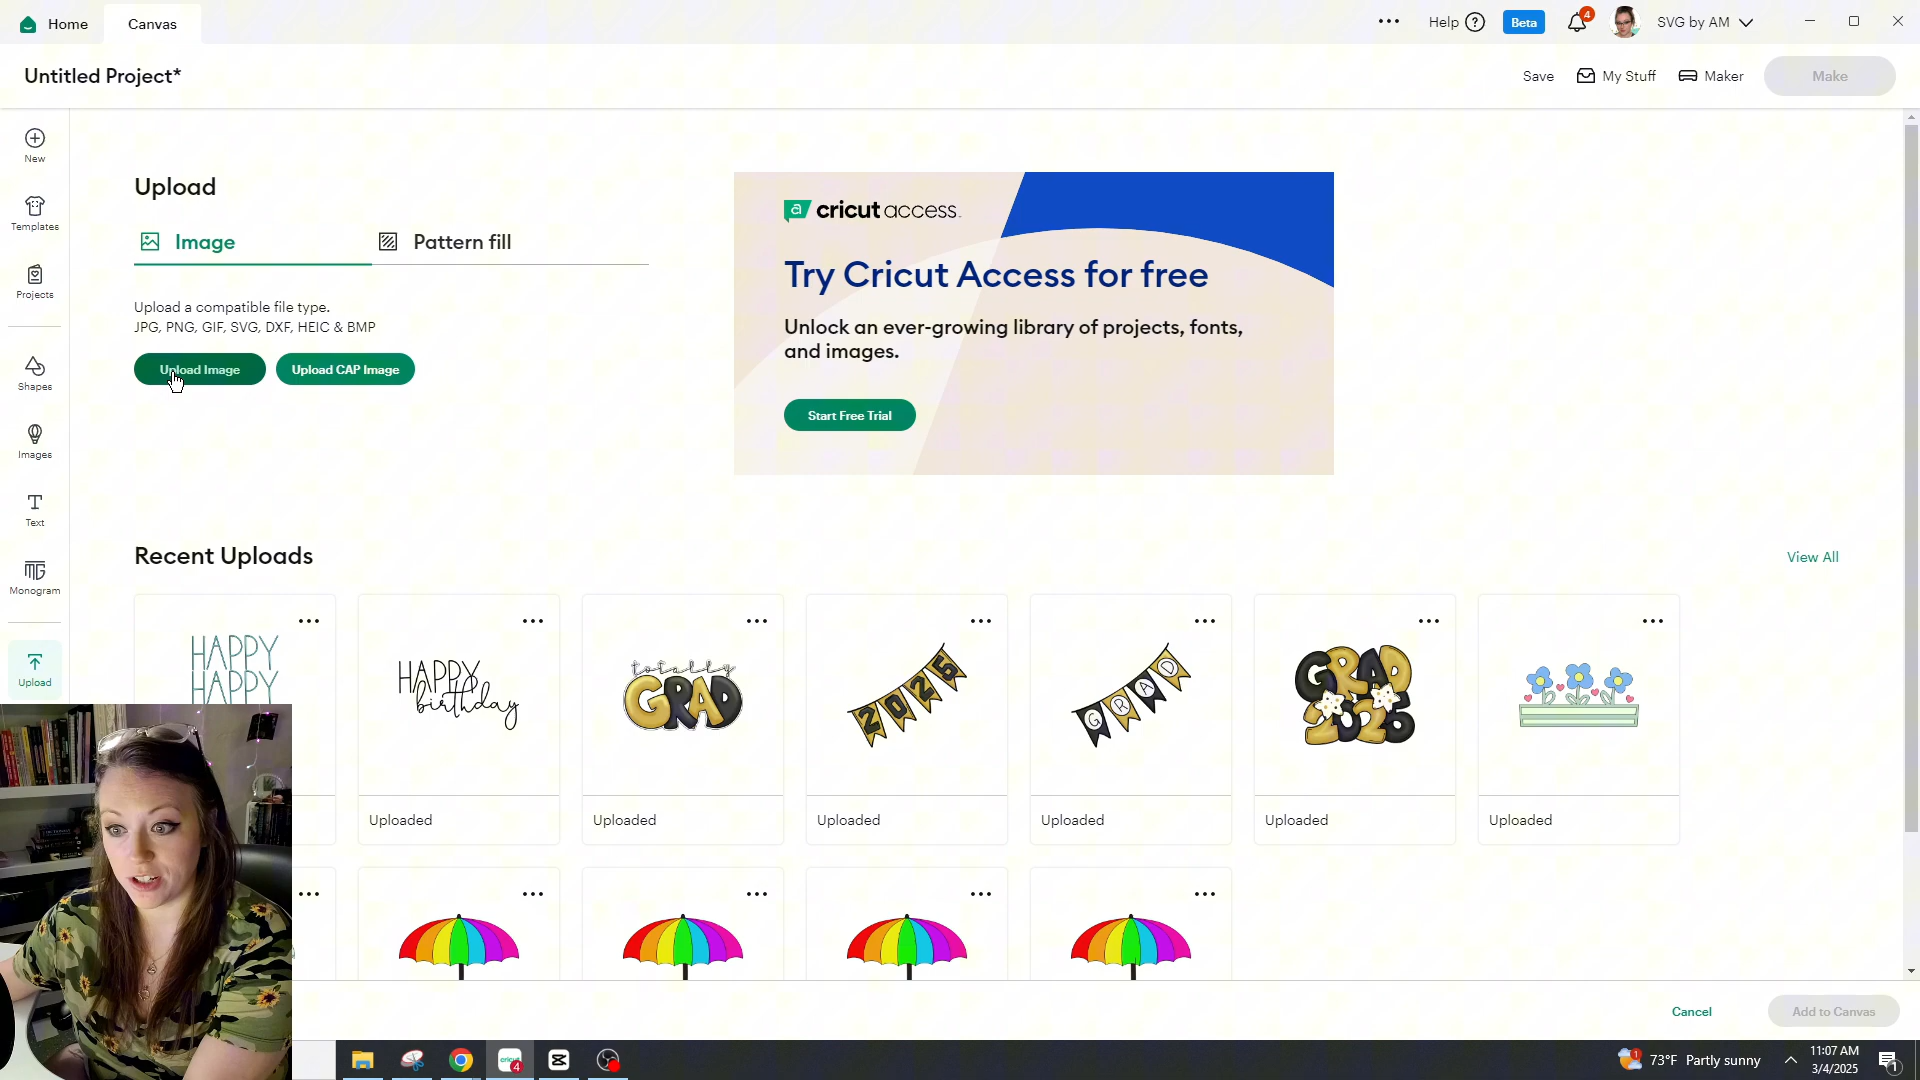 Home
Canvas
Help ?
Beta
4
SVG by AM
Untitled Project*
Save
My Stuff
Maker
Make
New
Templates
Projects
Shapes
Images
Text
Monogram
Upload
Upload
Image
Pattern fill
Upload a compatible file type.
JPG, PNG, GIF, SVG, DXF, HEIC & BMP
Upload Image
Upload CAP Image
a cricut access
Try Cricut Access for free
Unlock an ever-growing library of projects, fonts,
and images.
Start Free Trial
Recent Uploads
View All
HAPPY
HAPPY
HAPPY
birthday
totally
GRAD
2025
GRAD
GRAD
2025
Uploaded
Uploaded
Uploaded
Uploaded
Uploaded
Uploaded
Cancel
Add to Canvas
cricut
4
1
73°F Partly sunny
11:07 AM
3/4/2025
1